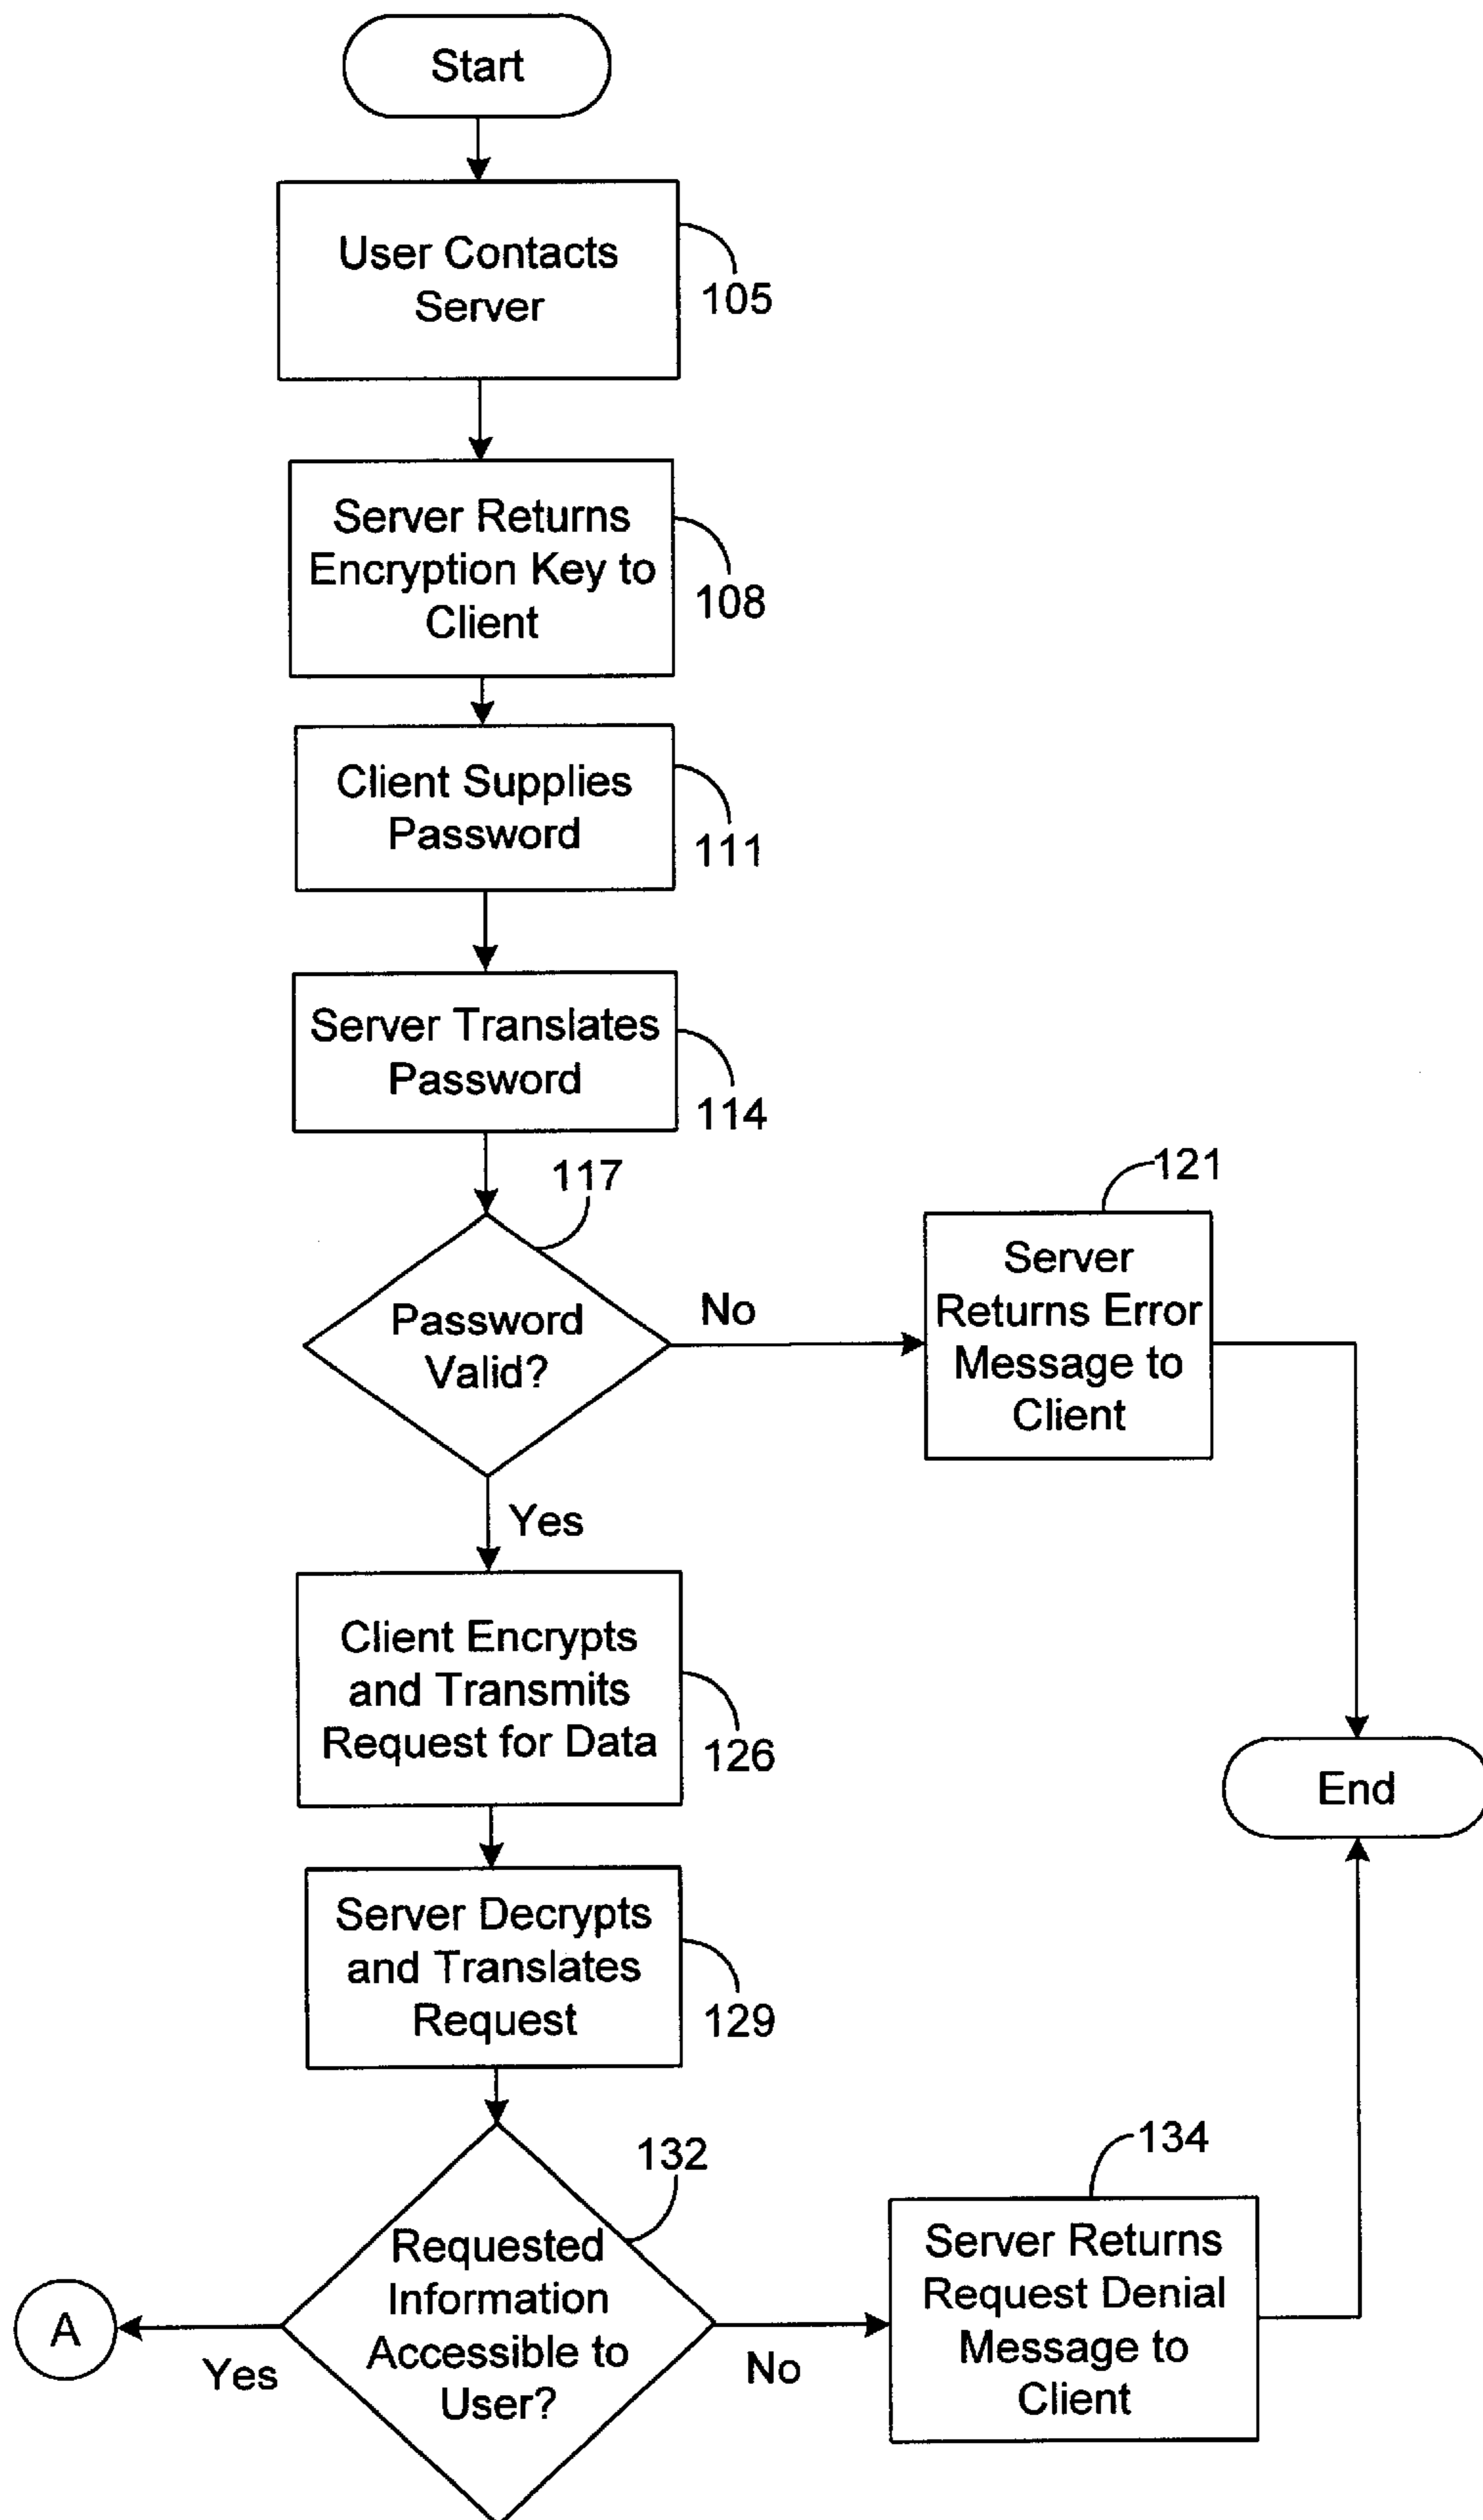 Start
User Contacts
Server
105
Server Returns
Encryption Key to
Client
108
Client Supplies
Password
111
Server Translates
Password
114
117
Password
Valid?
No
121
Server
Returns Error
Message to
Client
Yes
Client Encrypts
and Transmits
Request for Data
126
End
Server Decrypts
and Translates
Request
129
132
Requested
Information
Accessible to
User?
A
Yes
No
134
Server Returns
Request Denial
Message to
Client